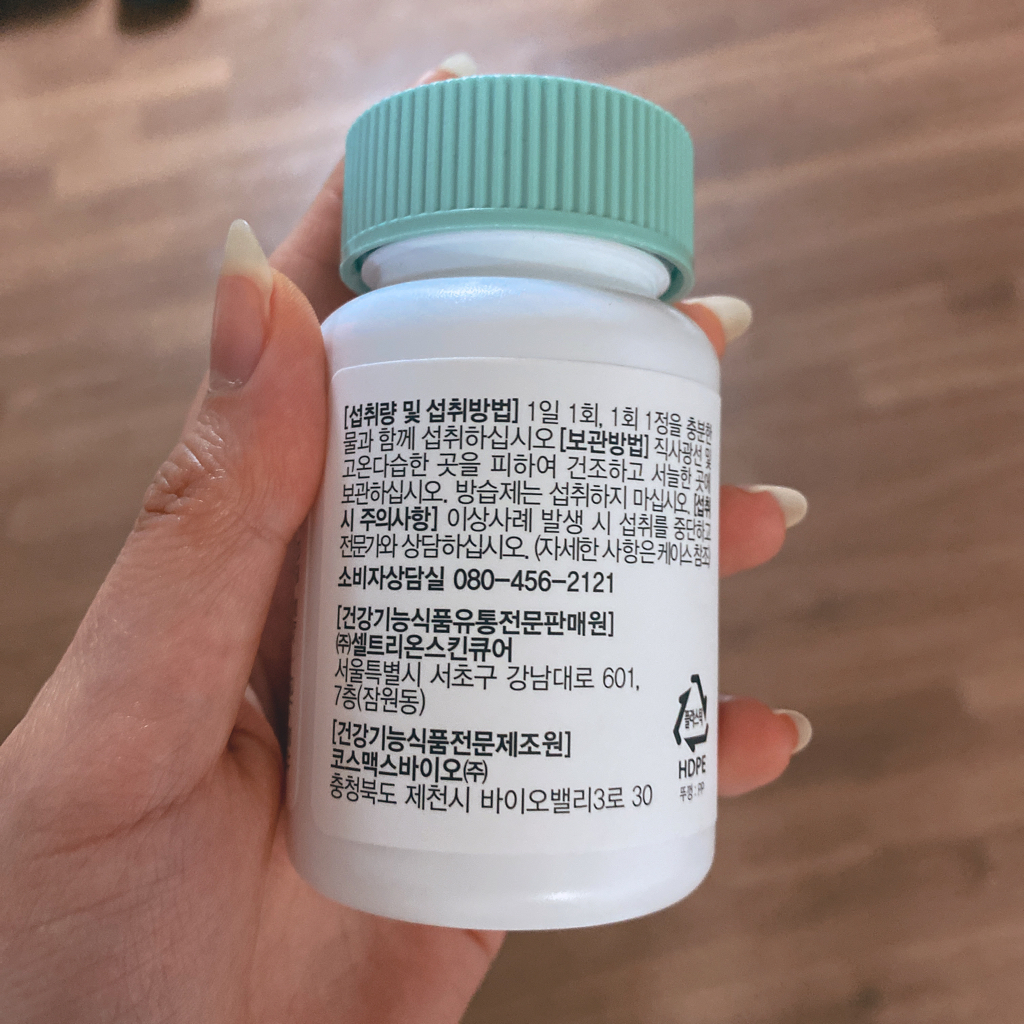 [섭취량 및 섭취방법] 1일 1회, 1회 1정을 충분한
물과 함께 섭취하십시오 [보관방법] 직사광선 및
고온다습한 곳을 피하여 건조하고 서늘한 곳에
보관하십시오. 방습제는 섭취하지 마십시오. [섭취
시 주의사항] 이상사례 발생 시 섭취를 중단하고
전문가와 상담하십시오. (자세한 사항은 케이스 참조)
소비자상담실 080-456-2121
[건강기능식품유통전문판매원]
㈜셀트리온스킨큐어
서울특별시 서초구 강남대로 601,
7층(잠원동)
[건강기능식품전문제조원]
코스맥스바이오㈜
충청북도 제천시 바이오밸리3로 30
플라스틱
HDPE
뚜껑 : PP